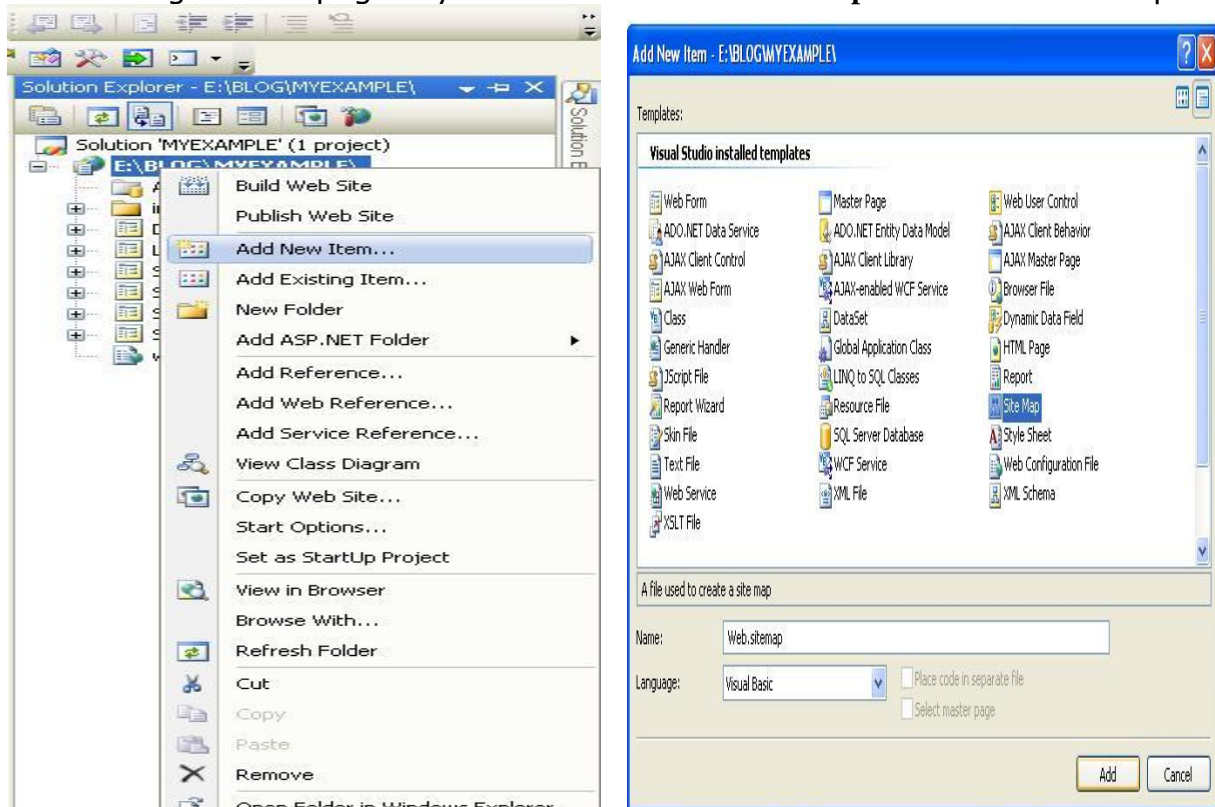 Solution Explorer - E:\BLOG\MYEXAMPLE\
Solution 'MYEXAMPLE' (1 project)
E:\BLOG\MYEXAMPLE\
Build Web Site
Publish Web Site
Add New Item...
Add Existing Item...
New Folder
Add ASP.NET Folder
Add Reference...
Add Web Reference...
Add Service Reference...
View Class Diagram
Copy Web Site...
Start Options...
Set as StartUp Project
View in Browser
Browse With...
Refresh Folder
Cut
Copy
Paste
Remove
Open Folder in Windows Explorer
Solution
Add New Item - E:\BLOG\MYEXAMPLE\
Templates:
Visual Studio installed templates
Web Form Master Page Web User Control
ADO.NET Data Service ADO.NET Entity Data Model AJAX Client Behavior
AJAX Client Control AJAX Client Library AJAX Master Page
AJAX Web Form AJAX-enabled WCF Service Browser File
Class DataSet Dynamic Data Field
Generic Handler Global Application Class HTML Page
JScript File LINQ to SQL Classes Report
Report Wizard Resource File Site Map
Skin File SQL Server Database Style Sheet
Text File WCF Service Web Configuration File
Web Service XML File XML Schema
XSLT File
A file used to create a site map
Name: Web.sitemap
Language: Visual Basic Place code in separate file
Select master page
Add Cancel